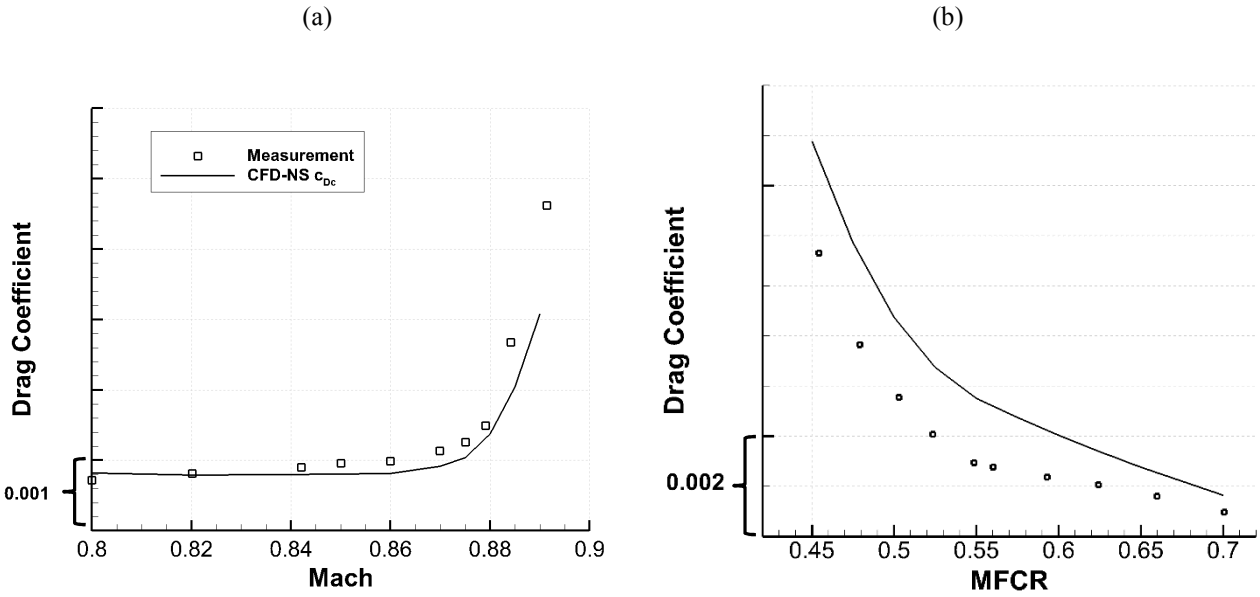 (a)
(b)
Measurement
CFD-NS c_Dc
Drag Coefficient
0.001
0.8
0.82
0.84
0.86
0.88
0.9
Mach
Drag Coefficient
0.002
0.45
0.5
0.55
0.6
0.65
0.7
MFCR